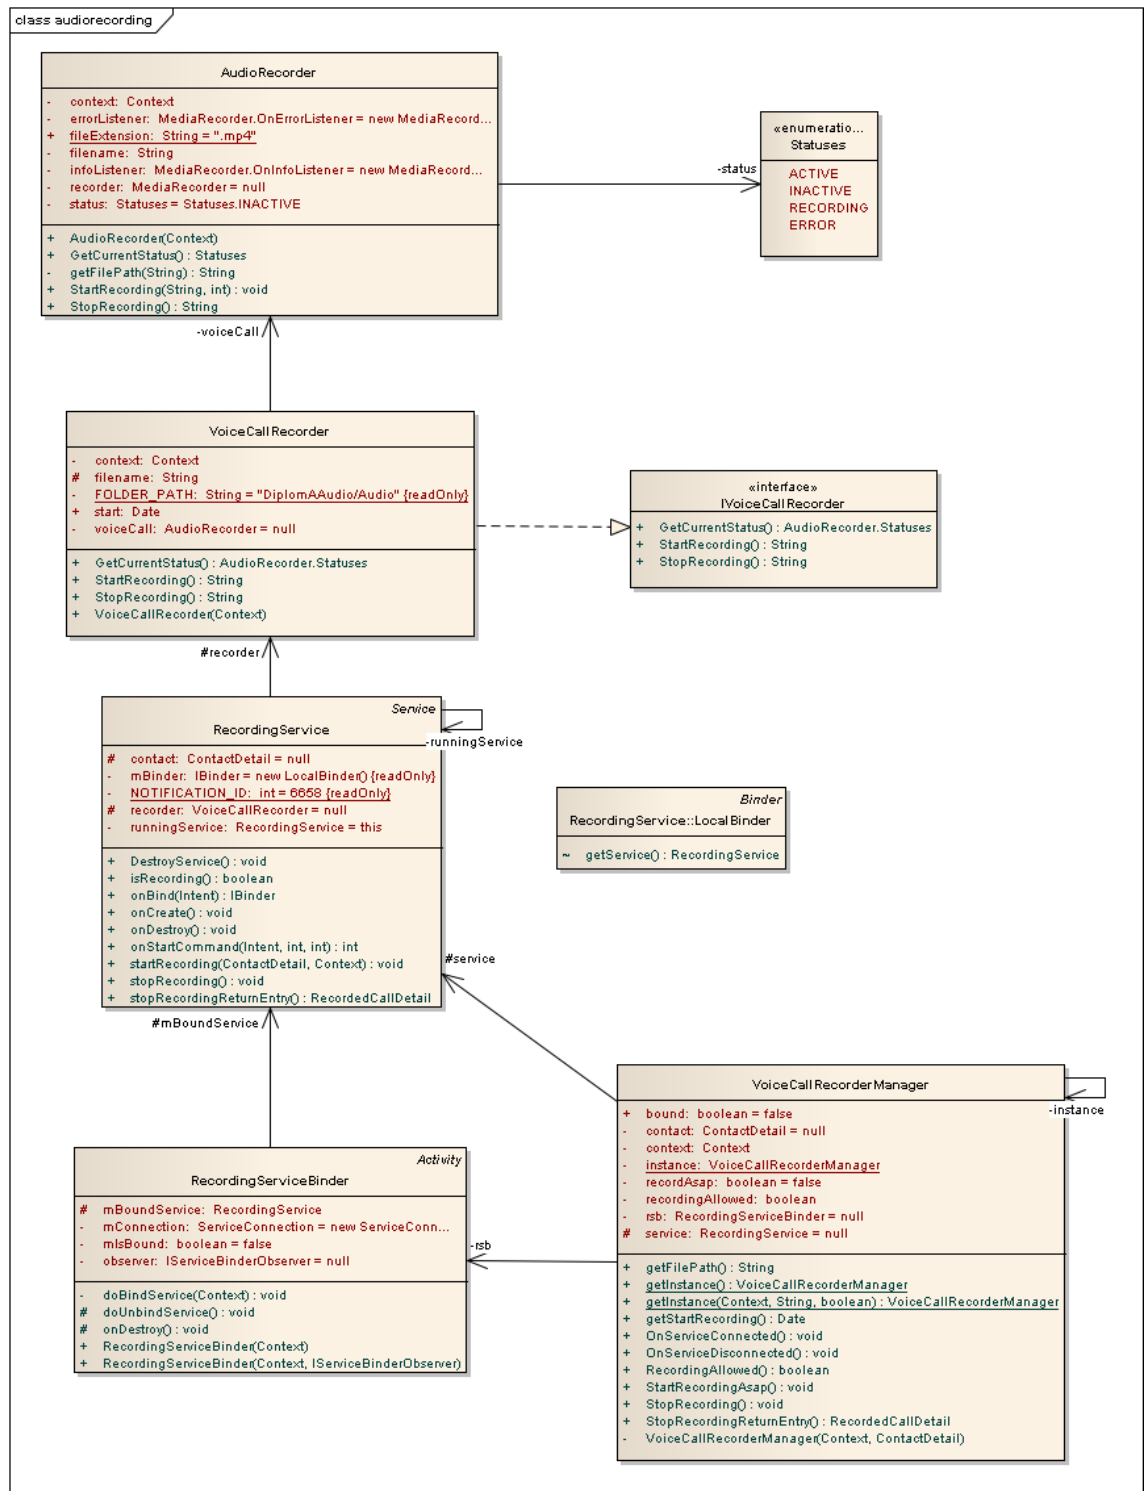 class audiorecording
AudioRecorder
- context: Context
- errorListener: MediaRecorder.OnErrorListener = new MediaRecord...
+ fileExtension: String = ".mp4"
- filename: String
- infoListener: MediaRecorder.OnInfoListener = new MediaRecord...
- recorder: MediaRecorder = null
- status: Statuses = Statuses.INACTIVE
+ AudioRecorder(Context)
+ GetCurrentStatus() : Statuses
- getFilePath(String) : String
+ StartRecording(String, int) : void
+ StopRecording() : String
-status
«enumeratio...
Statuses
ACTIVE
INACTIVE
RECORDING
ERROR
-voiceCall
VoiceCallRecorder
- context: Context
# filename: String
- FOLDER_PATH: String = "DiplomAAudio/Audio" {readOnly}
+ start: Date
- voiceCall: AudioRecorder = null
+ GetCurrentStatus() : AudioRecorder.Statuses
+ StartRecording() : String
+ StopRecording() : String
+ VoiceCallRecorder(Context)
«interface»
IVoiceCallRecorder
+ GetCurrentStatus() : AudioRecorder.Statuses
+ StartRecording() : String
+ StopRecording() : String
#recorder
Service
RecordingService
# contact: ContactDetail = null
- mBinder: IBinder = new LocalBinder() {readOnly}
- NOTIFICATION_ID: int = 6658 {readOnly}
# recorder: VoiceCallRecorder = null
- runningService: RecordingService = this
+ DestroyService() : void
+ isRecording() : boolean
+ onBind(Intent) : IBinder
+ onCreate() : void
+ onDestroy() : void
+ onStartCommand(Intent, int, int) : int
+ startRecording(ContactDetail, Context) : void
+ stopRecording() : void
+ stopRecordingReturnEntry() : RecordedCallDetail
-runningService
Binder
RecordingService::LocalBinder
~ getService() : RecordingService
#service
#mBoundService
Activity
RecordingServiceBinder
# mBoundService: RecordingService
- mConnection: ServiceConnection = new ServiceConn...
- mIsBound: boolean = false
- observer: IServiceBinderObserver = null
- doBindService(Context) : void
# doUnbindService() : void
# onDestroy() : void
+ RecordingServiceBinder(Context)
+ RecordingServiceBinder(Context, IServiceBinderObserver)
-rsb
VoiceCallRecorderManager
+ bound: boolean = false
- contact: ContactDetail = null
- context: Context
- instance: VoiceCallRecorderManager
- recordAsap: boolean = false
- recordingAllowed: boolean
- rsb: RecordingServiceBinder = null
# service: RecordingService = null
+ getFilePath() : String
+ getInstance() : VoiceCallRecorderManager
+ getInstance(Context, String, boolean) : VoiceCallRecorderManager
+ getStartRecording() : Date
+ OnServiceConnected() : void
+ OnServiceDisconnected() : void
+ RecordingAllowed() : boolean
+ StartRecordingAsap() : void
+ StopRecording() : void
+ StopRecordingReturnEntry() : RecordedCallDetail
- VoiceCallRecorderManager(Context, ContactDetail)
-instance